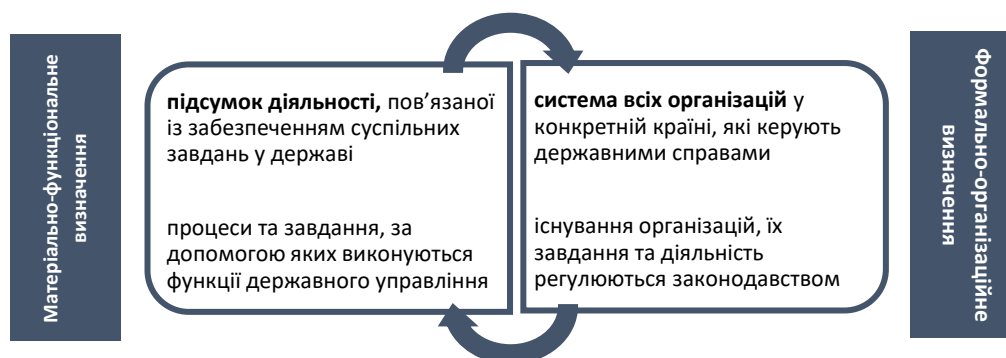 Матеріально-функціональне
визначення
підсумок діяльності, пов’язаної
із забезпеченням суспільних
завдань у державі
процеси та завдання, за
допомогою яких виконуються
функції державного управління
система всіх організацій у
конкретній країні, які керують
державними справами
існування організацій, їх
завдання та діяльність
регулюються законодавством
Формально-організаційне
визначення